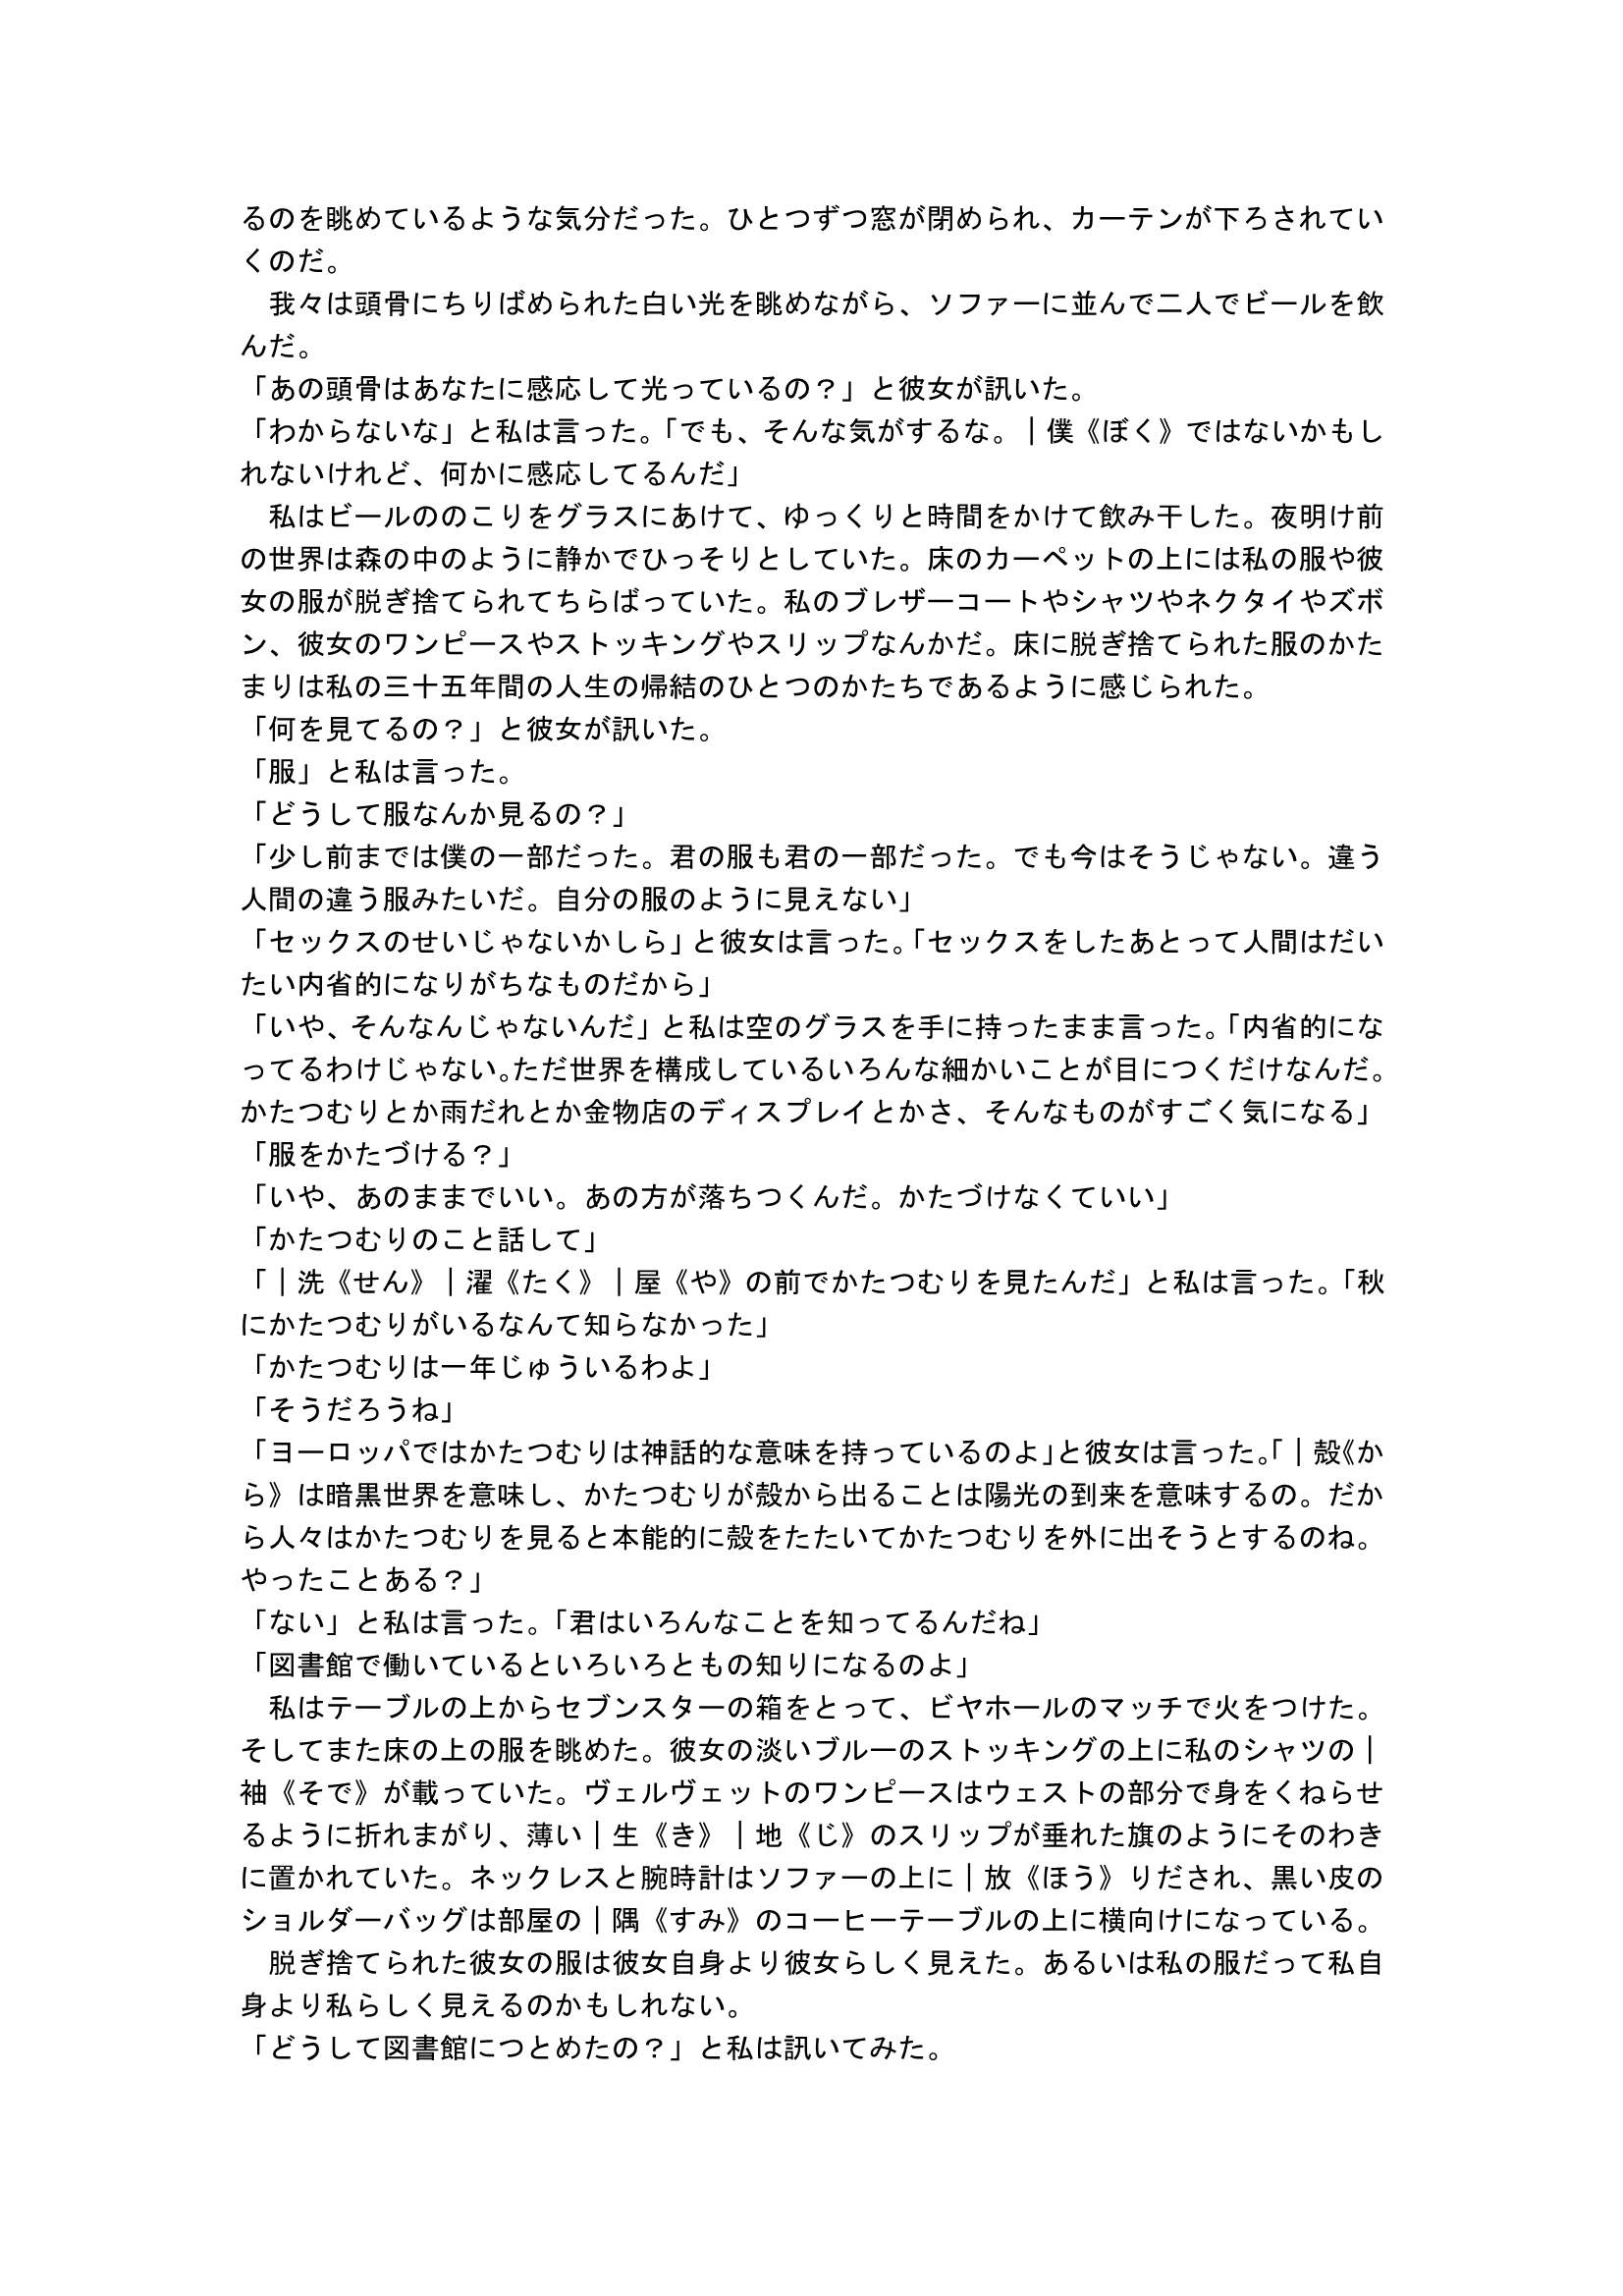 るのを眺めているような気分だった。ひとつずつ窓が閉められ、カーテンが下ろされてい
くのだ。
　我々は頭骨にちりばめられた白い光を眺めながら、ソファーに並んで二人でビールを飲
んだ。
「あの頭骨はあなたに感応して光っているの？」と彼女が訊いた。
「わからないな」と私は言った。「でも、そんな気がするな。｜僕《ぼく》ではないかもし
れないけれど、何かに感応してるんだ」
　私はビールののこりをグラスにあけて、ゆっくりと時間をかけて飲み干した。夜明け前
の世界は森の中のように静かでひっそりとしていた。床のカーペットの上には私の服や彼
女の服が脱ぎ捨てられてちらばっていた。私のブレザーコートやシャツやネクタイやズボ
ン、彼女のワンピースやストッキングやスリップなんかだ。床に脱ぎ捨てられた服のかた
まりは私の三十五年間の人生の帰結のひとつのかたちであるように感じられた。
「何を見てるの？」と彼女が訊いた。
「服」と私は言った。
「どうして服なんか見るの？」
「少し前までは僕の一部だった。君の服も君の一部だった。でも今はそうじゃない。違う
人間の違う服みたいだ。自分の服のように見えない」
「セックスのせいじゃないかしら」と彼女は言った。「セックスをしたあとって人間はだい
たい内省的になりがちなものだから」
「いや、そんなんじゃないんだ」と私は空のグラスを手に持ったまま言った。「内省的にな
ってるわけじゃない。ただ世界を構成しているいろんな細かいことが目につくだけなんだ。
かたつむりとか雨だれとか金物店のディスプレイとかさ、そんなものがすごく気になる」
「服をかたづける？」
「いや、あのままでいい。あの方が落ちつくんだ。かたづけなくていい」
「かたつむりのこと話して」
「｜洗《せん》｜濯《たく》｜屋《や》の前でかたつむりを見たんだ」と私は言った。「秋
にかたつむりがいるなんて知らなかった」
「かたつむりは一年じゅういるわよ」
「そうだろうね」
「ヨーロッパではかたつむりは神話的な意味を持っているのよ」と彼女は言った。「｜殻《か
ら》は暗黒世界を意味し、かたつむりが殻から出ることは陽光の到来を意味するの。だか
ら人々はかたつむりを見ると本能的に殻をたたいてかたつむりを外に出そうとするのね。
やったことある？」
「ない」と私は言った。「君はいろんなことを知ってるんだね」
「図書館で働いているといろいろともの知りになるのよ」
　私はテーブルの上からセブンスターの箱をとって、ビヤホールのマッチで火をつけた。
そしてまた床の上の服を眺めた。彼女の淡いブルーのストッキングの上に私のシャツの｜
袖《そで》が載っていた。ヴェルヴェットのワンピースはウェストの部分で身をくねらせ
るように折れまがり、薄い｜生《き》｜地《じ》のスリップが垂れた旗のようにそのわき
に置かれていた。ネックレスと腕時計はソファーの上に｜放《ほう》りだされ、黒い皮の
ショルダーバッグは部屋の｜隅《すみ》のコーヒーテーブルの上に横向けになっている。
　脱ぎ捨てられた彼女の服は彼女自身より彼女らしく見えた。あるいは私の服だって私自
身より私らしく見えるのかもしれない。
「どうして図書館につとめたの？」と私は訊いてみた。